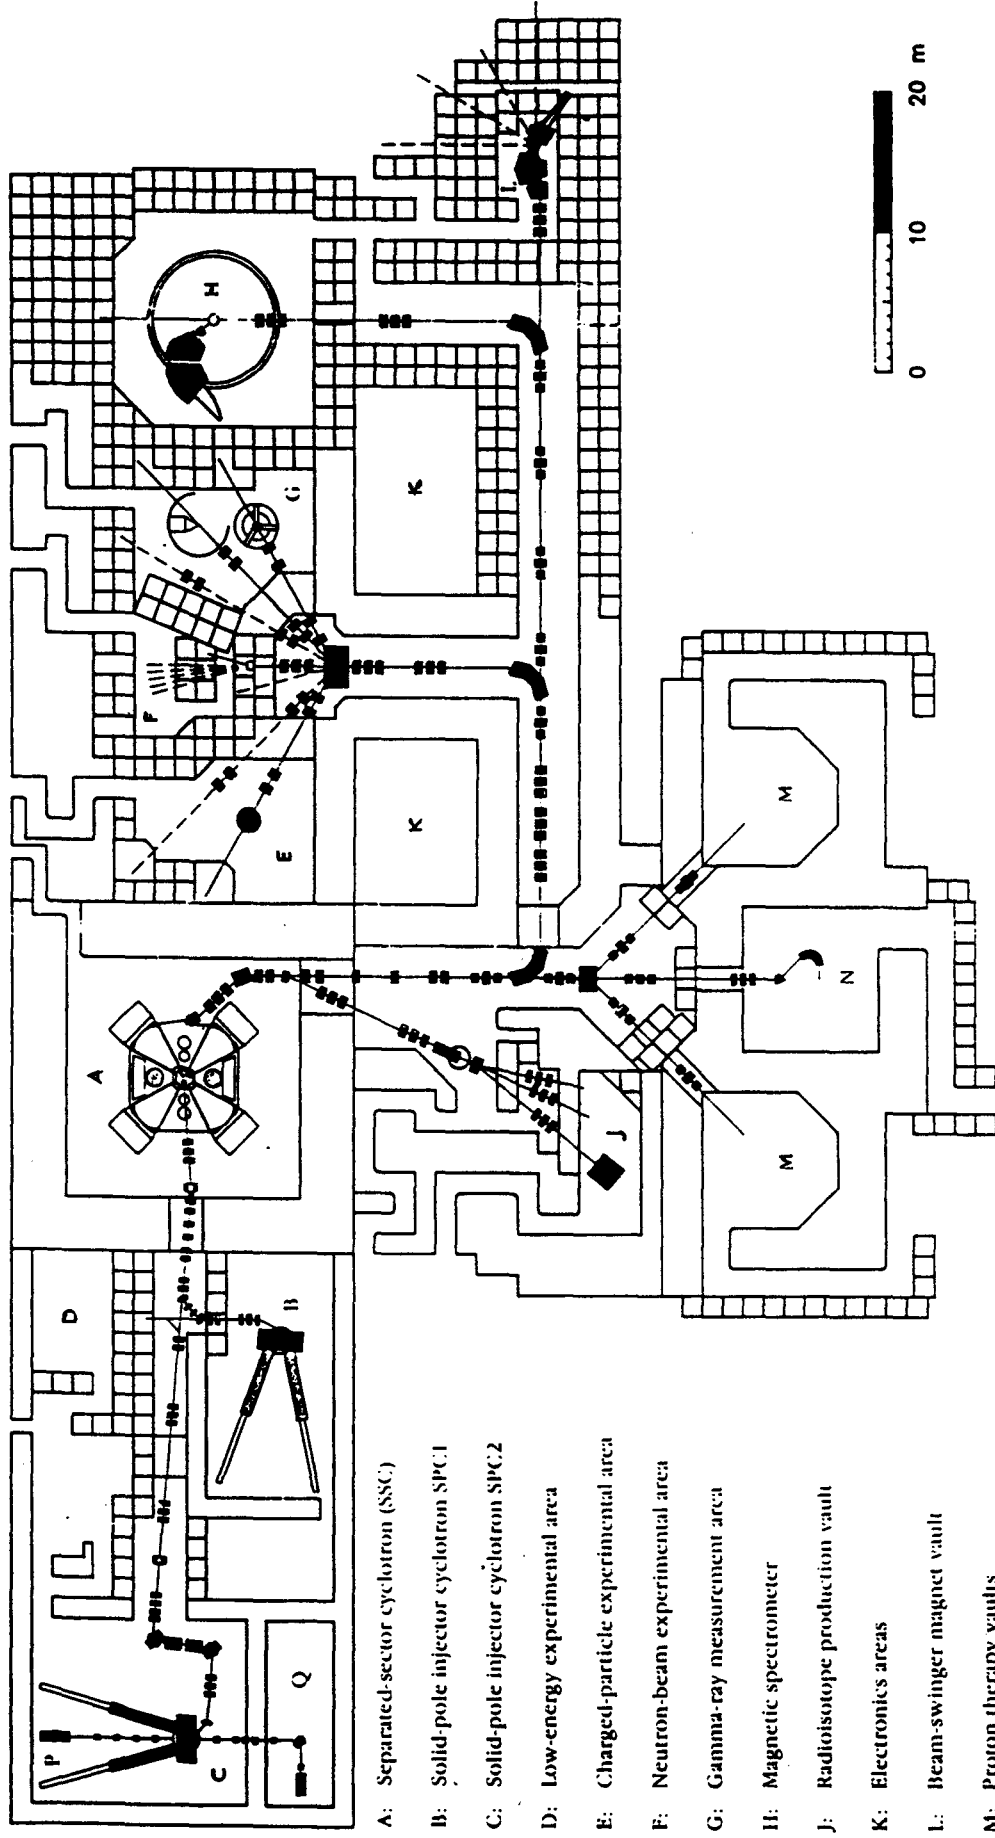 A: Separated-sector cyclotron (SSC)
B: Solid-pole injector cyclotron SPC1
C: Solid-pole injector cyclotron SPC2
D: Low-energy experimental area
E: Charged-particle experimental area
F: Neutron-beam experimental area
G: Gamma-ray measurement area
H: Magnetic spectrometer
J: Radioisotope production vault
K: Electronics areas
L: Beam-swinger magnet vault
M: Proton therapy vaults
P
C
Q
D
B
A
E
F
G
H
K
K
L
J
M
N
M
0 10 20 m